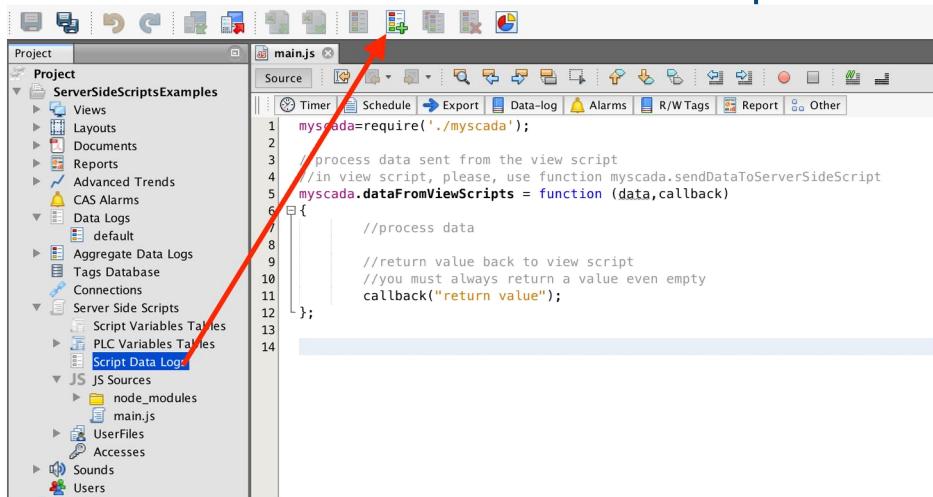 Project
main.js
Project
ServerSideScriptsExamples
Views
Layouts
Documents
Reports
Advanced Trends
CAS Alarms
Data Logs
default
Aggregate Data Logs
Tags Database
Connections
Server Side Scripts
Script Variables Tables
PLC Variables Tables
Script Data Logs
JS JS Sources
node_modules
main.js
UserFiles
Accesses
Sounds
Users
Source
Timer Schedule Export Data-log Alarms R/W Tags Report Other
1 myscada=require('./myscada');
2
3 //process data sent from the view script
4 //in view script, please, use function myscada.sendDataToServerSideScript
5 myscada.dataFromViewScripts = function (data,callback)
6 {
7 //process data
8
9 //return value back to view script
10 //you must always return a value even empty
11 callback("return value");
12 };
13
14